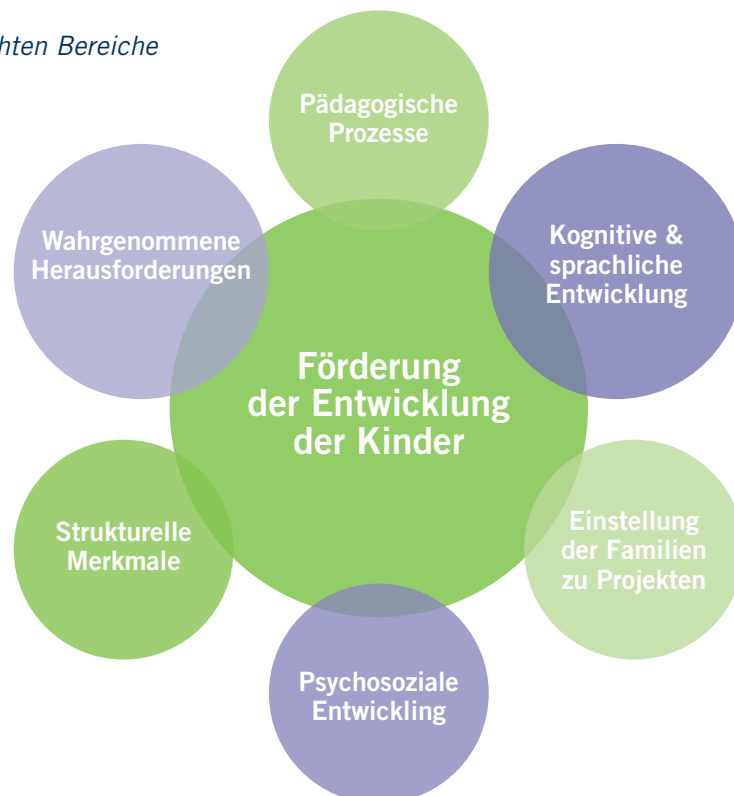 hten Bereiche
Pädagogische
Prozesse
Wahrgenommene
Herausforderungen
Kognitive &
sprachliche
Entwicklung
Förderung
der Entwicklung
der Kinder
Strukturelle
Merkmale
Einstellung
der Familien
zu Projekten
Psychosoziale
Entwickling